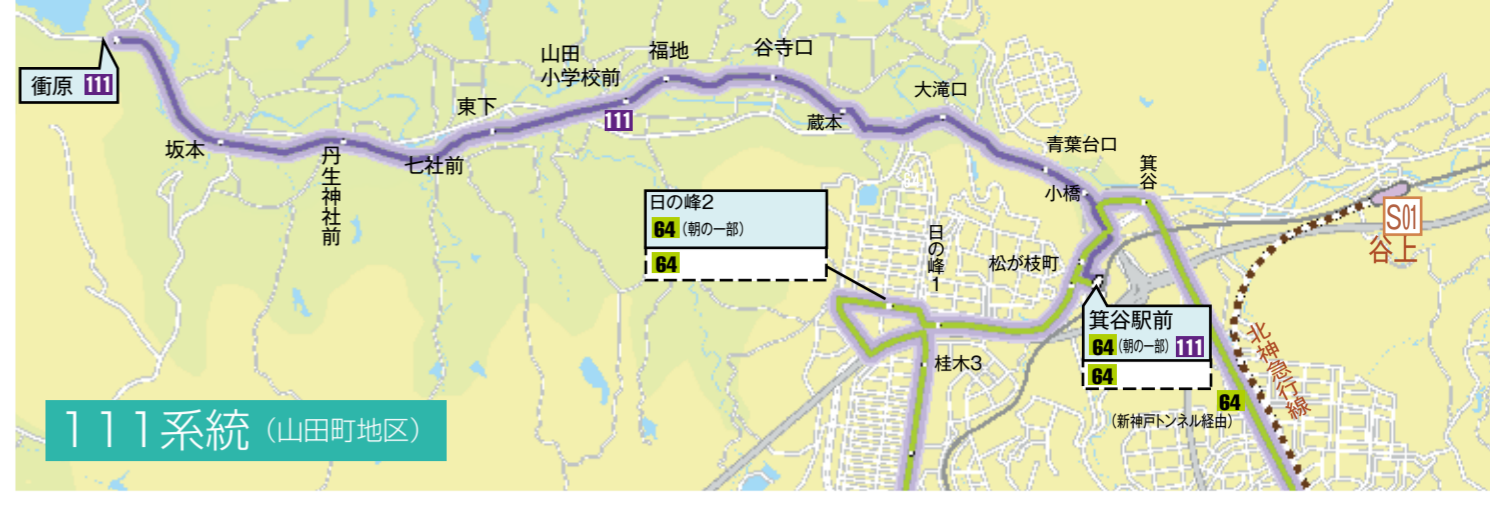 衝原 111
坂本
丹生神社前
七社前
東下
山田
小学校前
111
福地
谷寺口
蔵本
大滝口
青葉台口
小橋
箕谷
S01
谷上
日の峰2
64 (朝の一部)
64
日の峰1
松が枝町
箕谷駅前
64 (朝の一部) 111
64
桂木3
64
(新神戸トンネル経由)
北神急行線
111系統 (山田町地区)